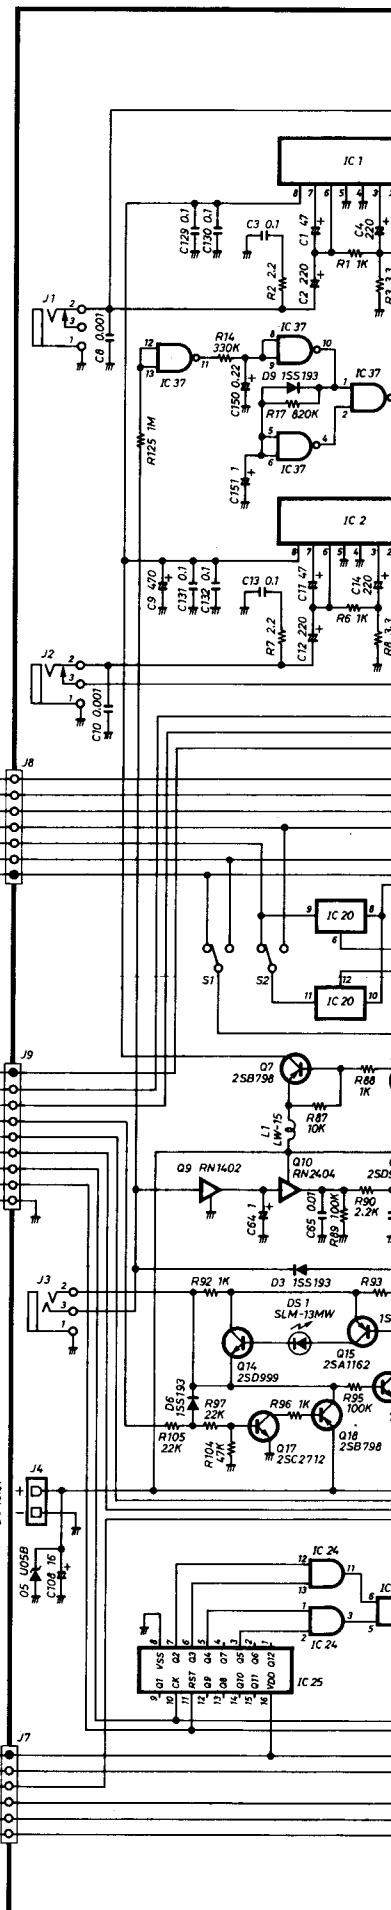 IC 1
8 7 6 5 4 3
C129 0.1
C130 0.1
C3 0.1
R2 2.2
C1 47
+
C2 220
+
C4 220
+
R1 1K
R3 3.3
J1
2
3
1
C8 0.001
12
13
11
IC 37
R14
330K
C150 0.22
+
IC 37
8
9
10
D9 1SS193
R17 820K
IC 37
1
2
5
6
4
IC37
R125 1M
C151 1
+
IC 2
8 7 6 5 4 3 2
C9 470
+
C131 0.1
C132 0.1
C13 0.1
R7 2.2
C11 47
+
C12 220
+
C14 220
+
R6 1K
R8 3.3
J2
2
3
1
C10 0.001
J8
9
IC 20
8
6
S1
S2
12
11
IC 20
10
J9
Q7
2SB798
R88
1K
R87
10K
L1
LW-15
Q9 RN1402
Q10
RN2404
2SD9
C64 1
+
C65 0.01
R89 100K
R90
2.2K
J3
2
3
1
D3 1SS193
R92 1K
R93
DS 1
SLM-13MW
Q14
2SD999
Q15
2SA1162
D6
1SS193
R97
22K
R96 1K
R95
100K
R105
22K
R104
47K
Q17
2SC2712
Q18
2SB798
J4
+
−
D5 U05B
C108 16
+
IC 24
12
13
11
1
2
3
IC 24
6
5
8 7 6 5 4 3 2 1
VSS Q2 Q3 Q4 Q7 Q5 Q6 Q12
Q1 CK RST Q9 Q8 Q10 Q11 VDD
9 10 11 12 13 14 15 16
IC 25
J7